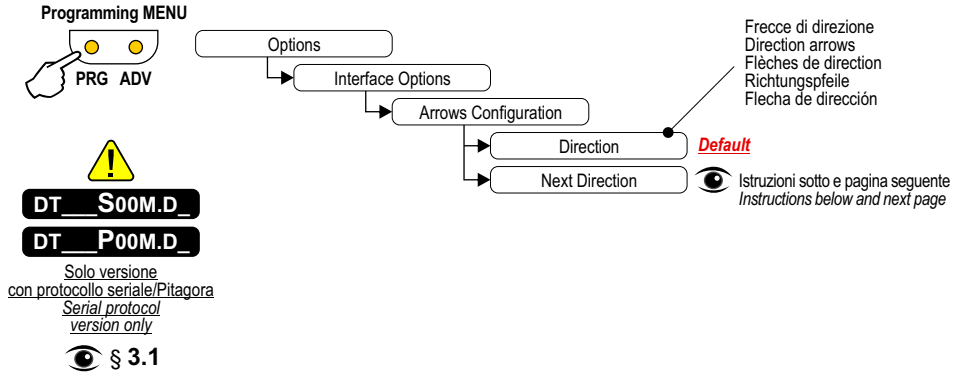 Programming MENU
PRG ADV
Options
Interface Options
Arrows Configuration
Direction
Next Direction
Frecce di direzione
Direction arrows
Flèches de direction
Richtungspfeile
Flecha de dirección
Default
Istruzioni sotto e pagina seguente
Instructions below and next page
!
DT___S00M.D_
DT___P00M.D_
Solo versione
con protocollo seriale/Pitagora
Serial protocol
version only
§ 3.1